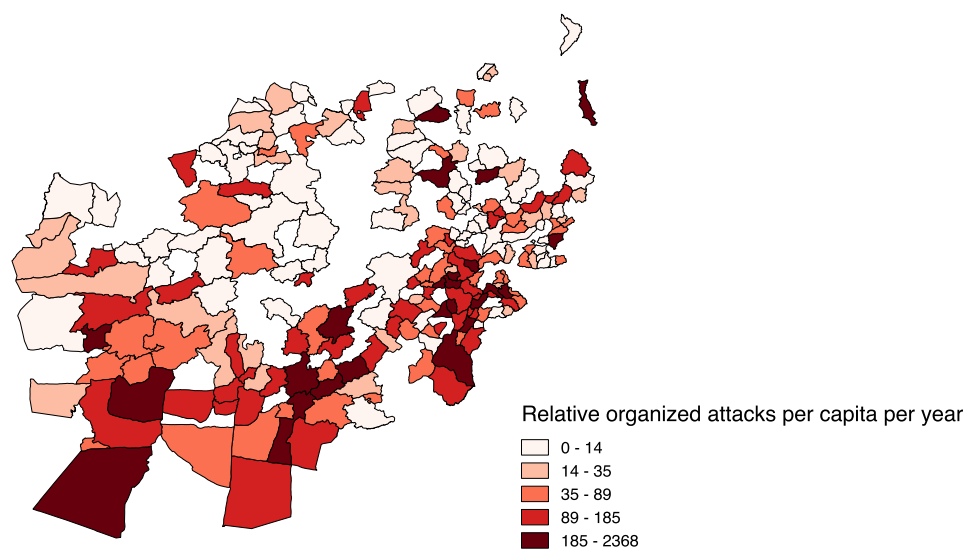 Relative organized attacks per capita per year
0 - 14
14 - 35
35 - 89
89 - 185
185 - 2368